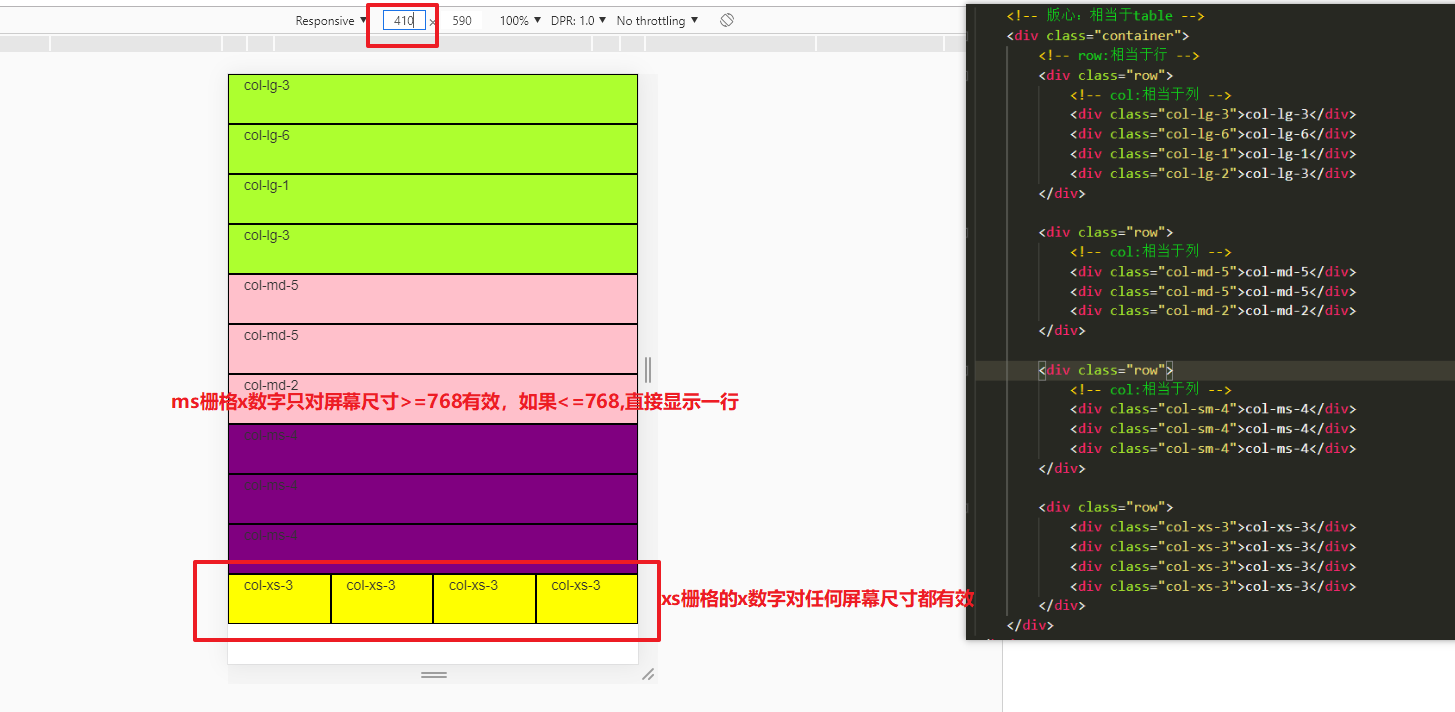 Responsive ▼ 410 × 590 100% ▼ DPR: 1.0 ▼ No throttling ▼
col-lg-3
col-lg-6
col-lg-1
col-lg-3
col-md-5
col-md-5
col-md-2
ms栅格x数字只对屏幕尺寸>=768有效，如果<=768,直接显示一行
col-ms-4
col-ms-4
col-ms-4
col-xs-3 col-xs-3 col-xs-3 col-xs-3
xs栅格的x数字对任何屏幕尺寸都有效
<!-- 版心：相当于table -->
<div class="container">
<!-- row:相当于行 -->
<div class="row">
<!-- col:相当于列 -->
<div class="col-lg-3">col-lg-3</div>
<div class="col-lg-6">col-lg-6</div>
<div class="col-lg-1">col-lg-1</div>
<div class="col-lg-2">col-lg-3</div>
</div>
<div class="row">
<!-- col:相当于列 -->
<div class="col-md-5">col-md-5</div>
<div class="col-md-5">col-md-5</div>
<div class="col-md-2">col-md-2</div>
</div>
<div class="row">
<!-- col:相当于列 -->
<div class="col-sm-4">col-ms-4</div>
<div class="col-sm-4">col-ms-4</div>
<div class="col-sm-4">col-ms-4</div>
</div>
<div class="row">
<div class="col-xs-3">col-xs-3</div>
<div class="col-xs-3">col-xs-3</div>
<div class="col-xs-3">col-xs-3</div>
<div class="col-xs-3">col-xs-3</div>
</div>
</div>